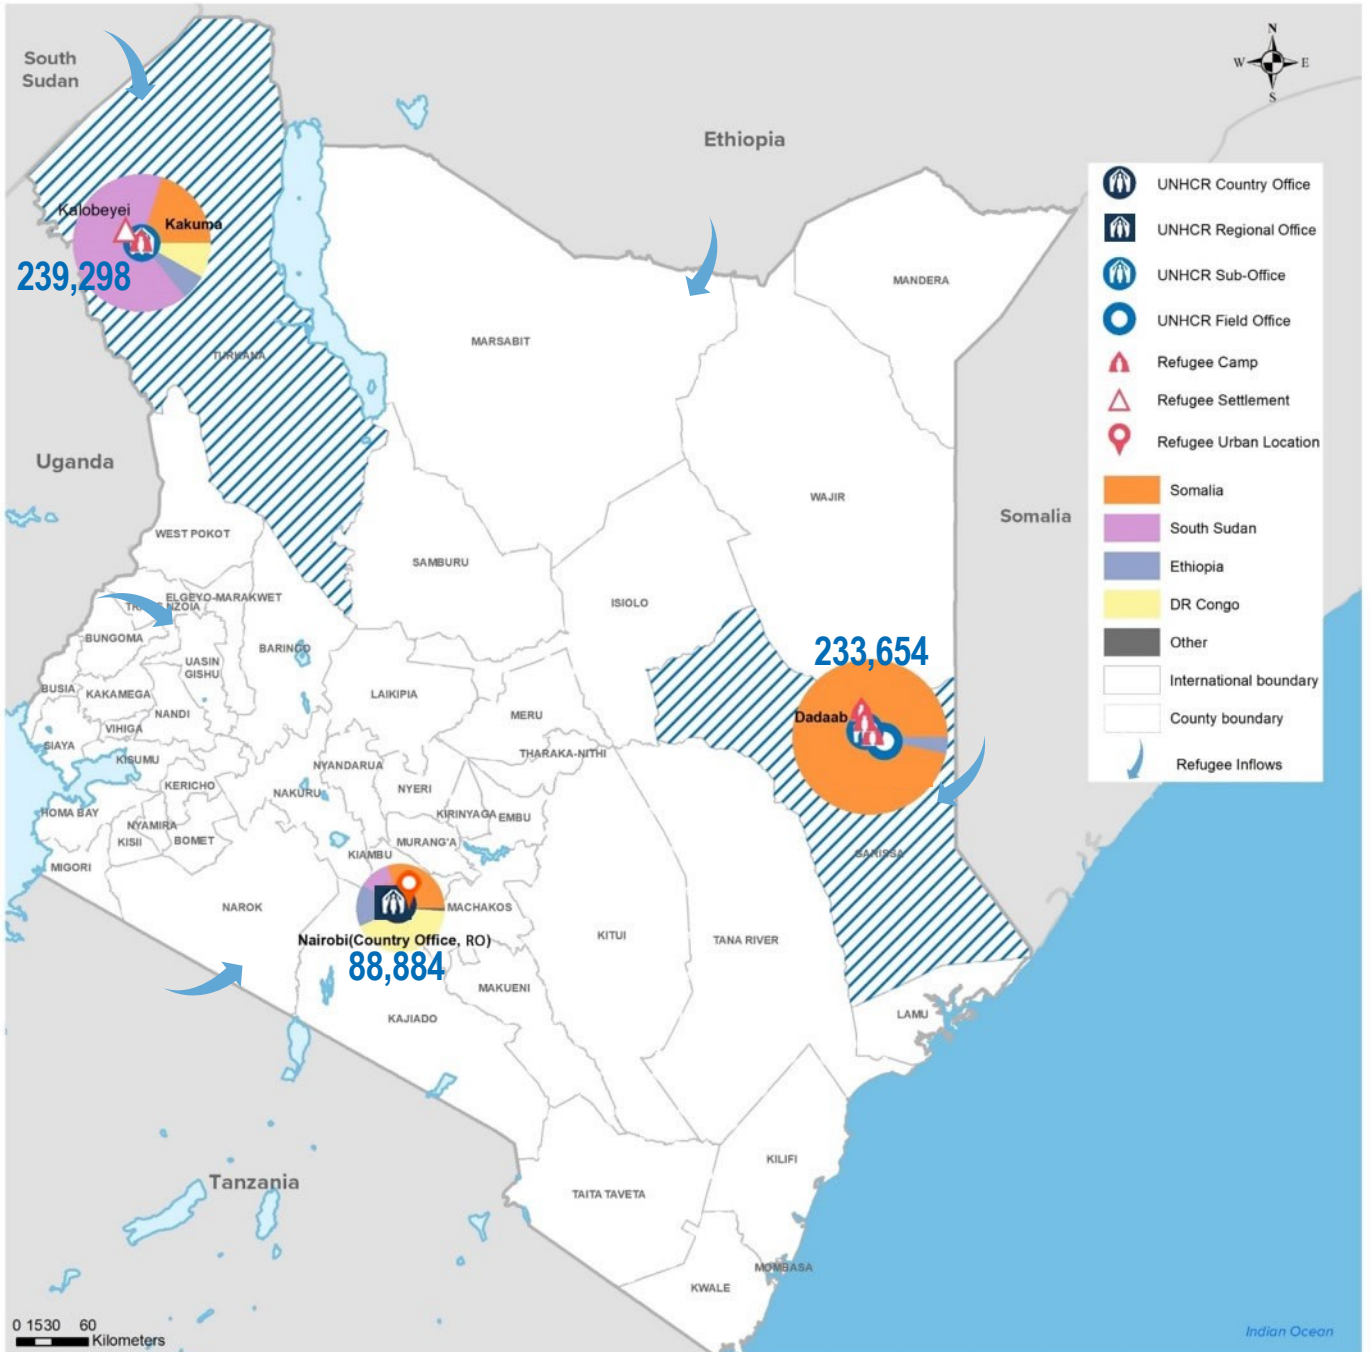 South
Sudan
N
W
E
S
Ethiopia
UNHCR Country Office
UNHCR Regional Office
UNHCR Sub-Office
UNHCR Field Office
Refugee Camp
Refugee Settlement
Refugee Urban Location
Somalia
South Sudan
Ethiopia
DR Congo
Other
International boundary
County boundary
Refugee Inflows
Kalobeyei
Kakuma
239,298
TURKANA
MARSABIT
MANDERA
Uganda
WAJIR
Somalia
WEST POKOT
SAMBURU
ISIOLO
ELGEYO-MARAKWET
TRANS NZOIA
BUNGOMA
BARINGO
UASIN
GISHU
233,654
Dadaab
BUSIA
KAKAMEGA
LAIKIPIA
NANDI
MERU
VIHIGA
SIAYA
KISUMU
THARAKA-NITHI
NYANDARUA
KERICHO
NAKURU
NYERI
HOMA BAY
KIRINYAGA
EMBU
NYAMIRA
KISII
BOMET
MURANG'A
KIAMBU
GARISSA
MIGORI
NAROK
MACHAKOS
KITUI
TANA RIVER
Nairobi(Country Office, RO)
88,884
MAKUENI
KAJIADO
LAMU
KILIFI
Tanzania
TAITA TAVETA
MOMBASA
KWALE
0 1530 60
Kilometers
Indian Ocean